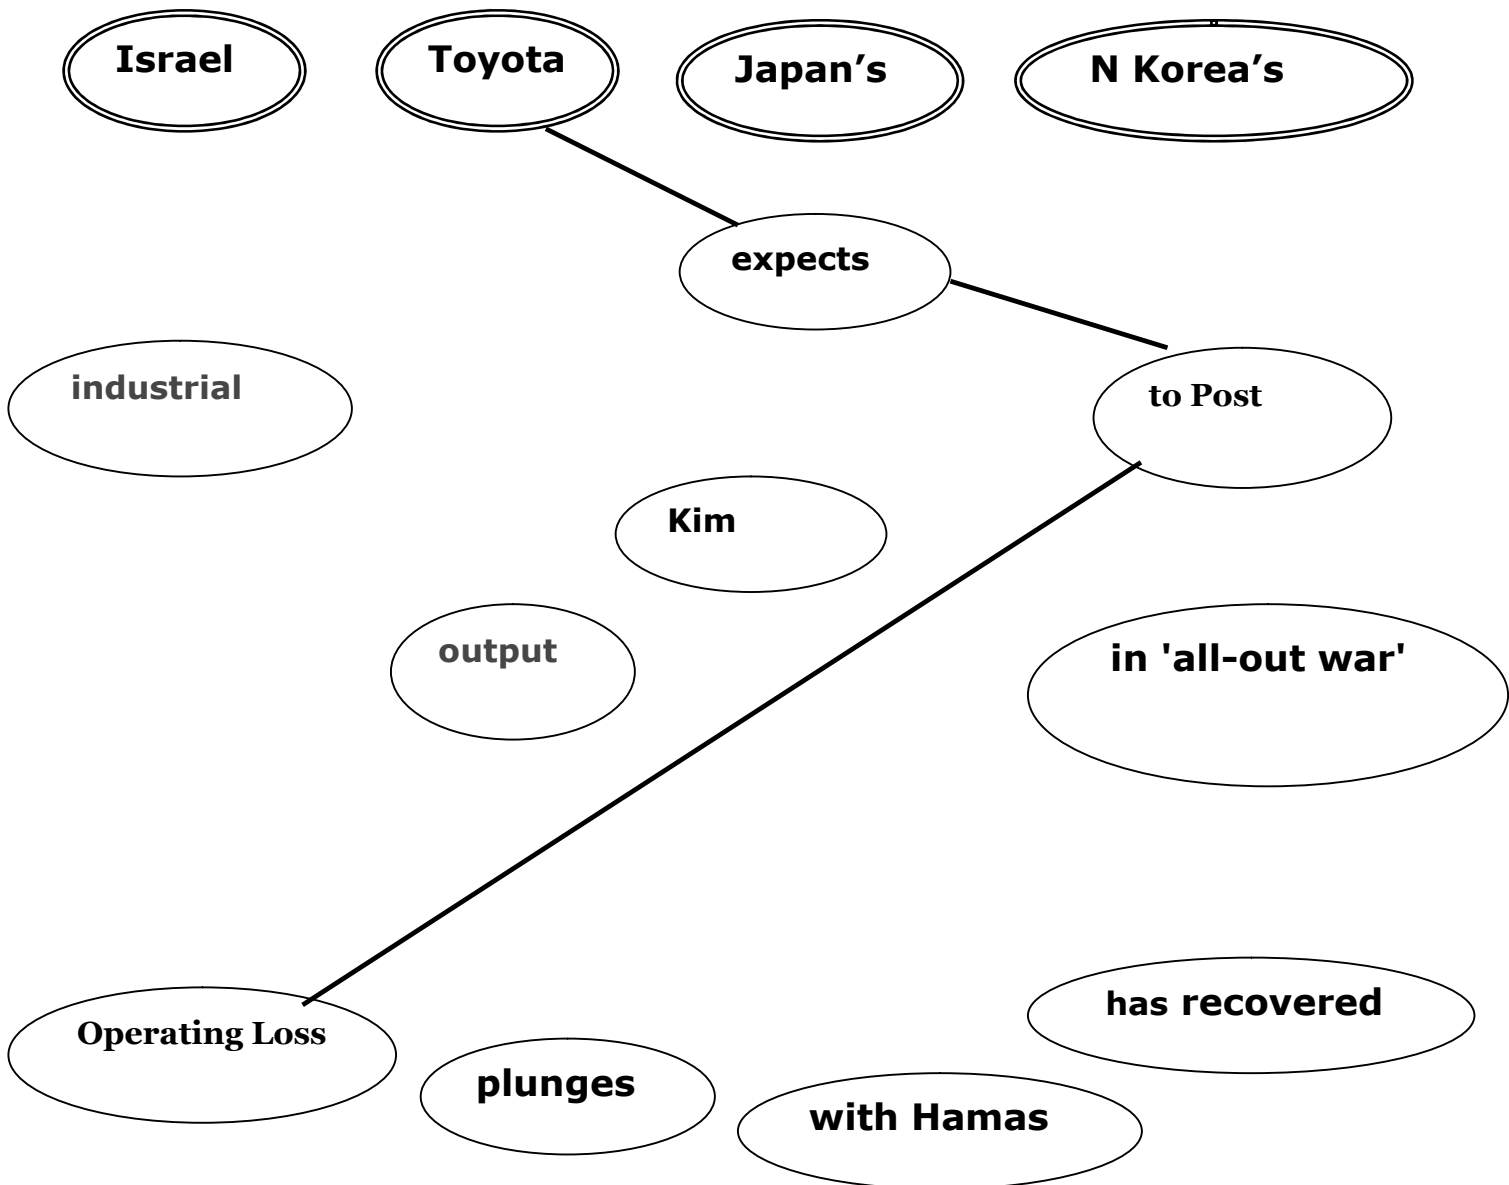 Israel
Toyota
Japan’s
N Korea’s
expects
industrial
to Post
Kim
output
in 'all-out war'
has recovered
Operating Loss
plunges
with Hamas